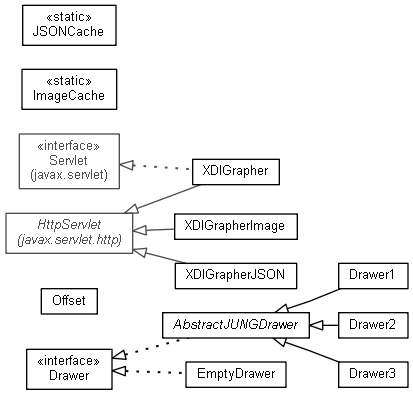 «static»
JSONCache
«static»
ImageCache
«interface»
Servlet
(javax.servlet)
XDIGrapher
HttpServlet
(javax.servlet.http)
XDIGrapherImage
XDIGrapherJSON
Offset
Drawer1
AbstractJUNGDrawer
Drawer2
«interface»
Drawer
EmptyDrawer
Drawer3